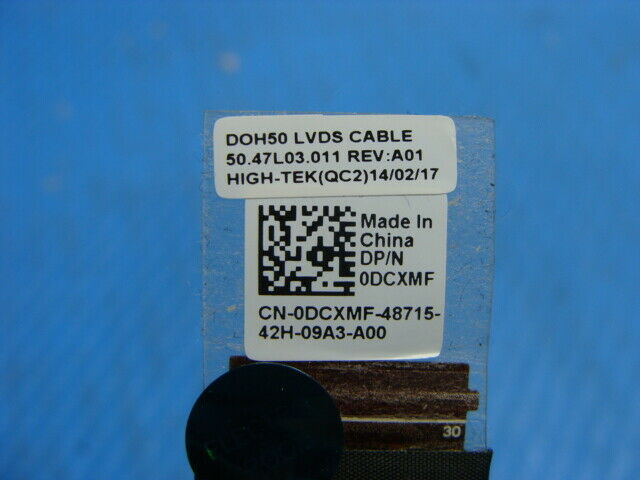 DOH50 LVDS CABLE
50.47L03.011 REV:A01
HIGH-TEK(QC2)14/02/17
Made In
China
DP/N
0DCXMF
CN-0DCXMF-48715-
42H-09A3-A00
30